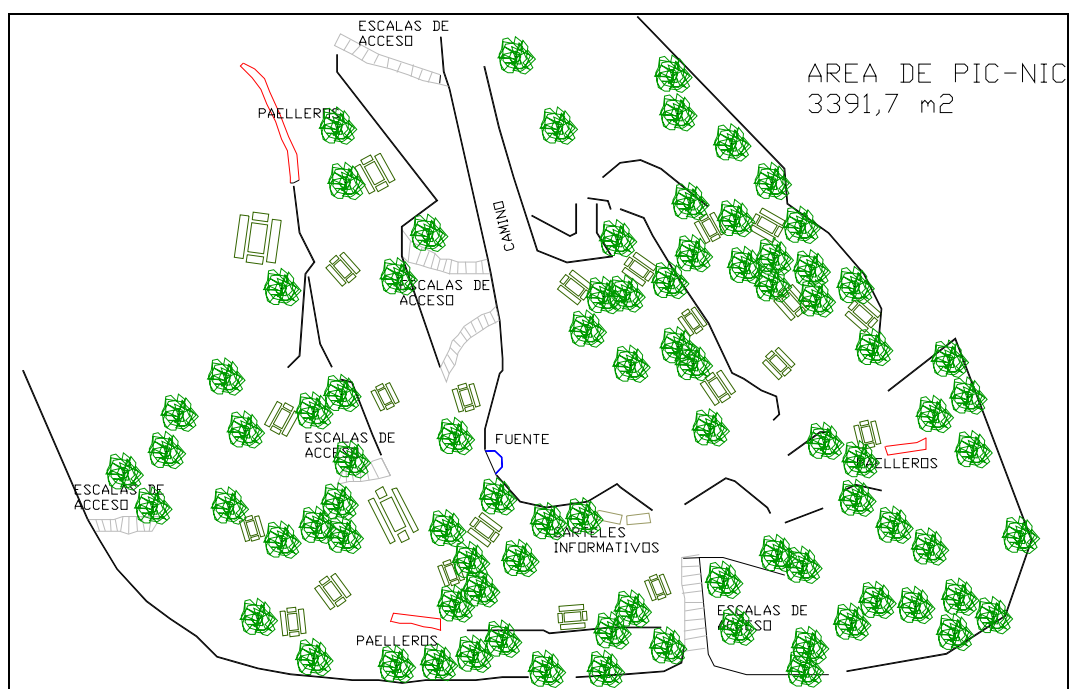 ESCALAS DE
ACCESO
AREA DE PIC-NIC
3391,7 m2
PAELLEROS
CAMINO
ESCALAS DE
ACCESO
ESCALAS DE
ACCESO
FUENTE
PAELLEROS
ESCALAS DE
ACCESO
CARTELES
INFORMATIVOS
ESCALAS DE
ACCESO
PAELLEROS